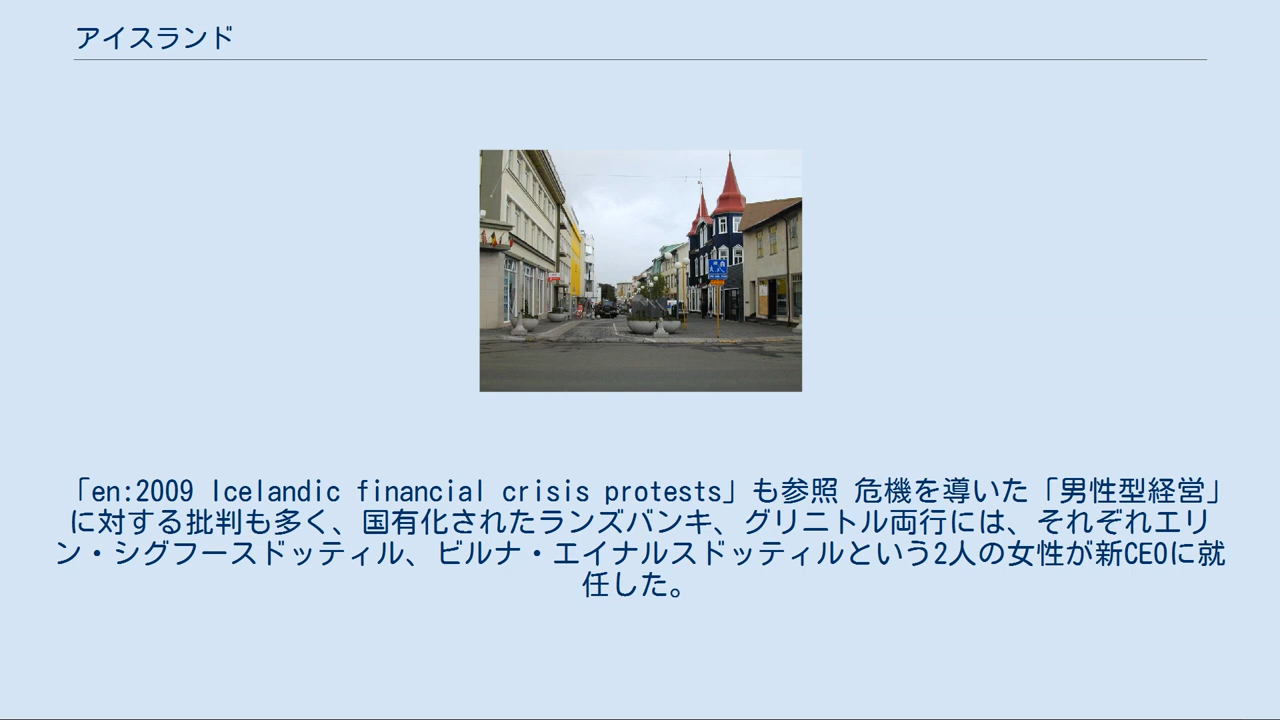 アイスランド
「en:2009 Icelandic financial crisis protests」も参照 危機を導いた「男性型経営」
に対する批判も多く、国有化されたランズバンキ、グリニトル両行には、それぞれエリ
ン・シグフースドッティル、ビルナ・エイナルスドッティルという2人の女性が新CEOに就
任した。